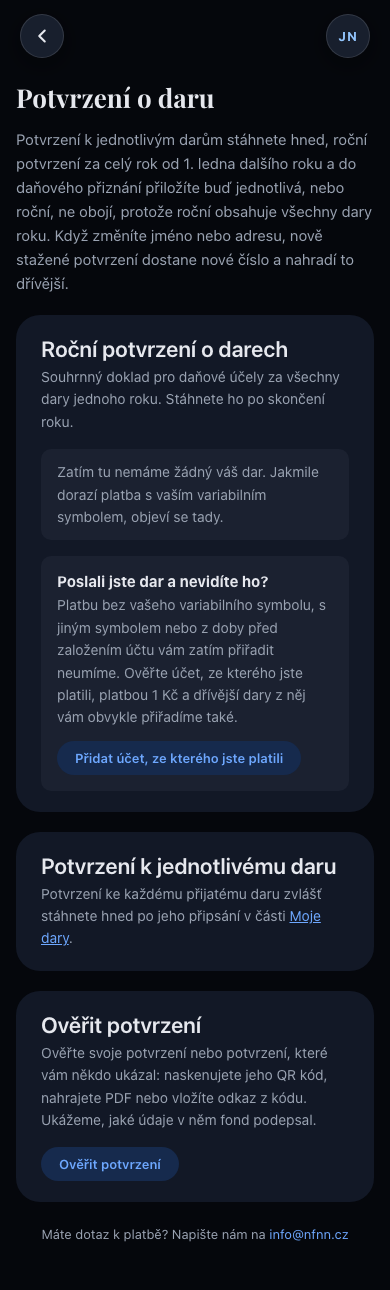 JN
Potvrzení o daru
Potvrzení k jednotlivým darům stáhnete hned, roční
potvrzení za celý rok od 1. ledna dalšího roku a do
daňového přiznání přiložíte buď jednotlivá, nebo
roční, ne obojí, protože roční obsahuje všechny dary
roku. Když změníte jméno nebo adresu, nově
stažené potvrzení dostane nové číslo a nahradí to
dřívější.
Roční potvrzení o darech
Souhrnný doklad pro daňové účely za všechny
dary jednoho roku. Stáhnete ho po skončení
roku.
Zatím tu nemáme žádný váš dar. Jakmile
dorazí platba s vaším variabilním
symbolem, objeví se tady.
Poslali jste dar a nevidíte ho?
Platbu bez vašeho variabilního symbolu, s
jiným symbolem nebo z doby před
založením účtu vám zatím přiřadit
neumíme. Ověřte účet, ze kterého jste
platili, platbou 1 Kč a dřívější dary z něj
vám obvykle přiřadíme také.
Přidat účet, ze kterého jste platili
Potvrzení k jednotlivému daru
Potvrzení ke každému přijatému daru zvlášť
stáhnete hned po jeho připsání v části Moje
dary.
Ověřit potvrzení
Ověřte svoje potvrzení nebo potvrzení, které
vám někdo ukázal: naskenujete jeho QR kód,
nahrajete PDF nebo vložíte odkaz z kódu.
Ukážeme, jaké údaje v něm fond podepsal.
Ověřit potvrzení
Máte dotaz k platbě? Napište nám na info@nfnn.cz